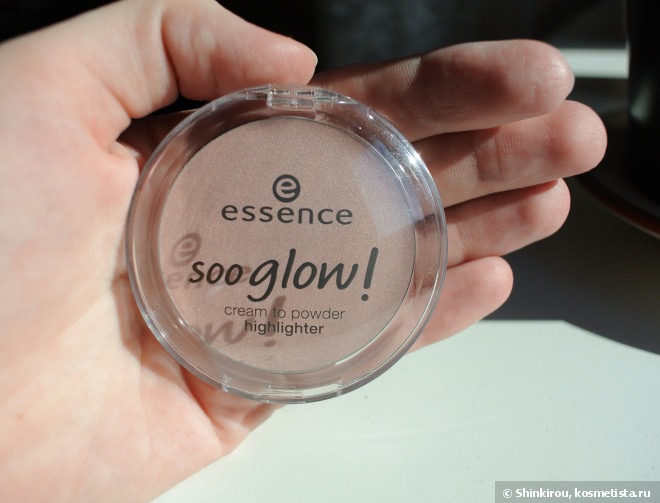 e
essence
soo glow!
cream to powder
highlighter
© Shinkirou, kosmetista.ru